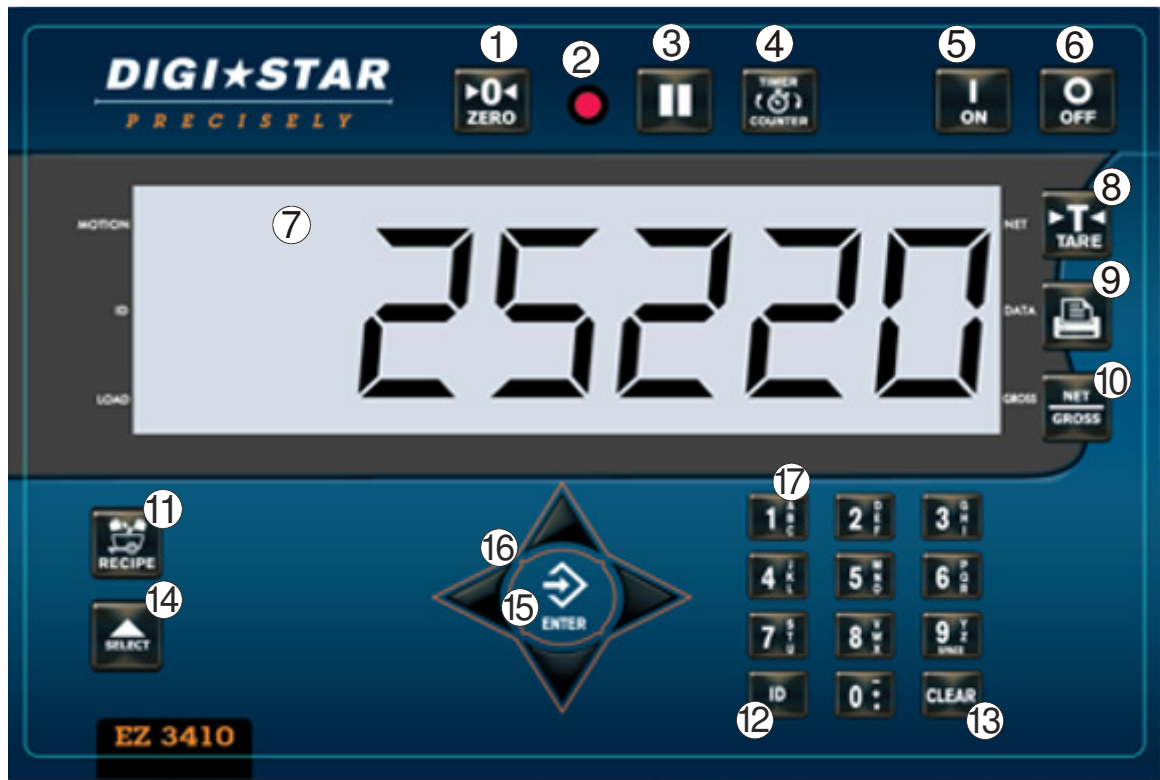 DIGI★STAR
PRECISELY
1
2
3
4
5
6
▶0◀
ZERO
TIMER
COUNTER
I
ON
O
OFF
7
8
MOTION
25220
NET
▶T◀
TARE
9
ID
DATA
LOAD
GROSS
10
NET
GROSS
11
RECIPE
14
SELECT
16
15
ENTER
17
1 A B C
2 D E F
3 G H I
4 J K L
5 M N O
6 P Q R
7 S T U
8 V W X
9 Y Z SPACE
ID
0 - + *
CLEAR
12
13
EZ 3410